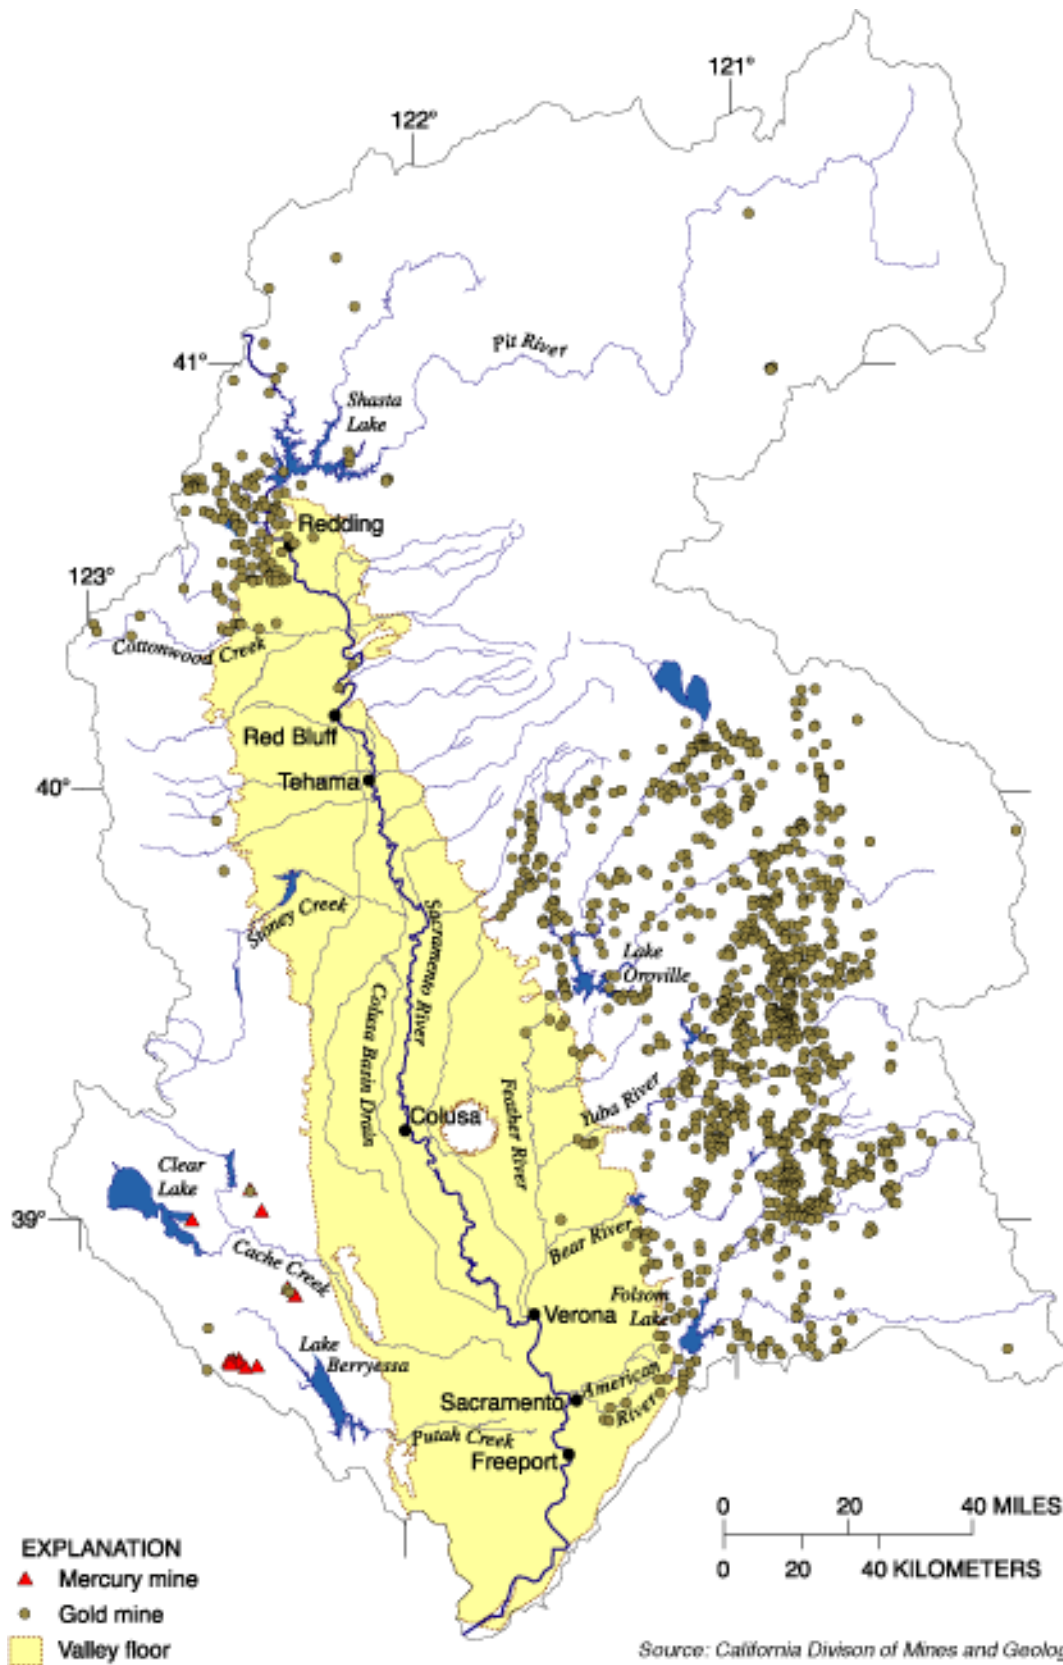 121°
122°
Pit River
41°
Shasta
Lake
Redding
123°
Cottonwood Creek
Red Bluff
Tehama
40°
Stoney Creek
Sacramento River
Lake
Oroville
Colusa Basin Drain
Feather River
Yuba River
Colusa
Clear
Lake
39°
Cache Creek
Bear River
Folsom
Lake
Verona
Lake
Berryessa
American
River
Sacramento
Putah Creek
Freeport
0 20 40 MILES
0 20 40 KILOMETERS
EXPLANATION
Mercury mine
Gold mine
Valley floor
Source: California Divison of Mines and Geolog